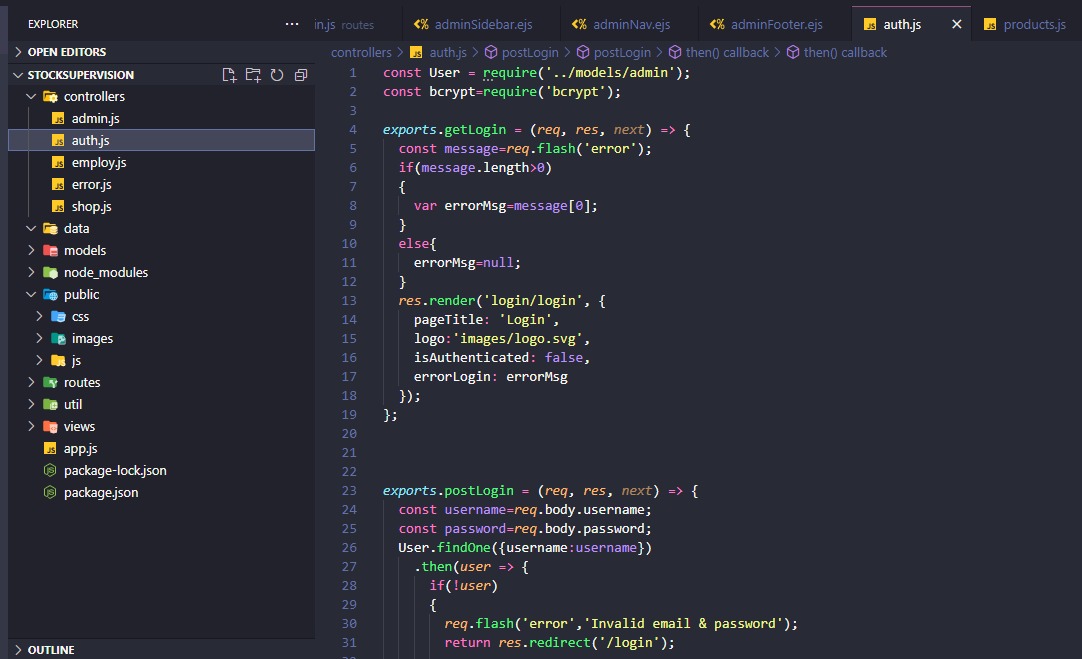 EXPLORER
in.js routes
adminSidebar.ejs
adminNav.ejs
adminFooter.ejs
auth.js
products.js
OPEN EDITORS
controllers > auth.js > postLogin > postLogin > then() callback > then() callback
STOCKSUPERVISION
controllers
admin.js
auth.js
employ.js
error.js
shop.js
data
models
node_modules
public
css
images
js
routes
util
views
app.js
package-lock.json
package.json
OUTLINE
1 const User = require('../models/admin');
2 const bcrypt=require('bcrypt');
3
4 exports.getLogin = (req, res, next) => {
5   const message=req.flash('error');
6   if(message.length>0)
7   {
8     var errorMsg=message[0];
9   }
10   else{
11     errorMsg=null;
12   }
13   res.render('login/login', {
14     pageTitle: 'Login',
15     logo:'images/logo.svg',
16     isAuthenticated: false,
17     errorLogin: errorMsg
18   });
19 };
20
21
22
23 exports.postLogin = (req, res, next) => {
24   const username=req.body.username;
25   const password=req.body.password;
26   User.findOne({username:username})
27     .then(user => {
28       if(!user)
29       {
30         req.flash('error','Invalid email & password');
31         return res.redirect('/login');